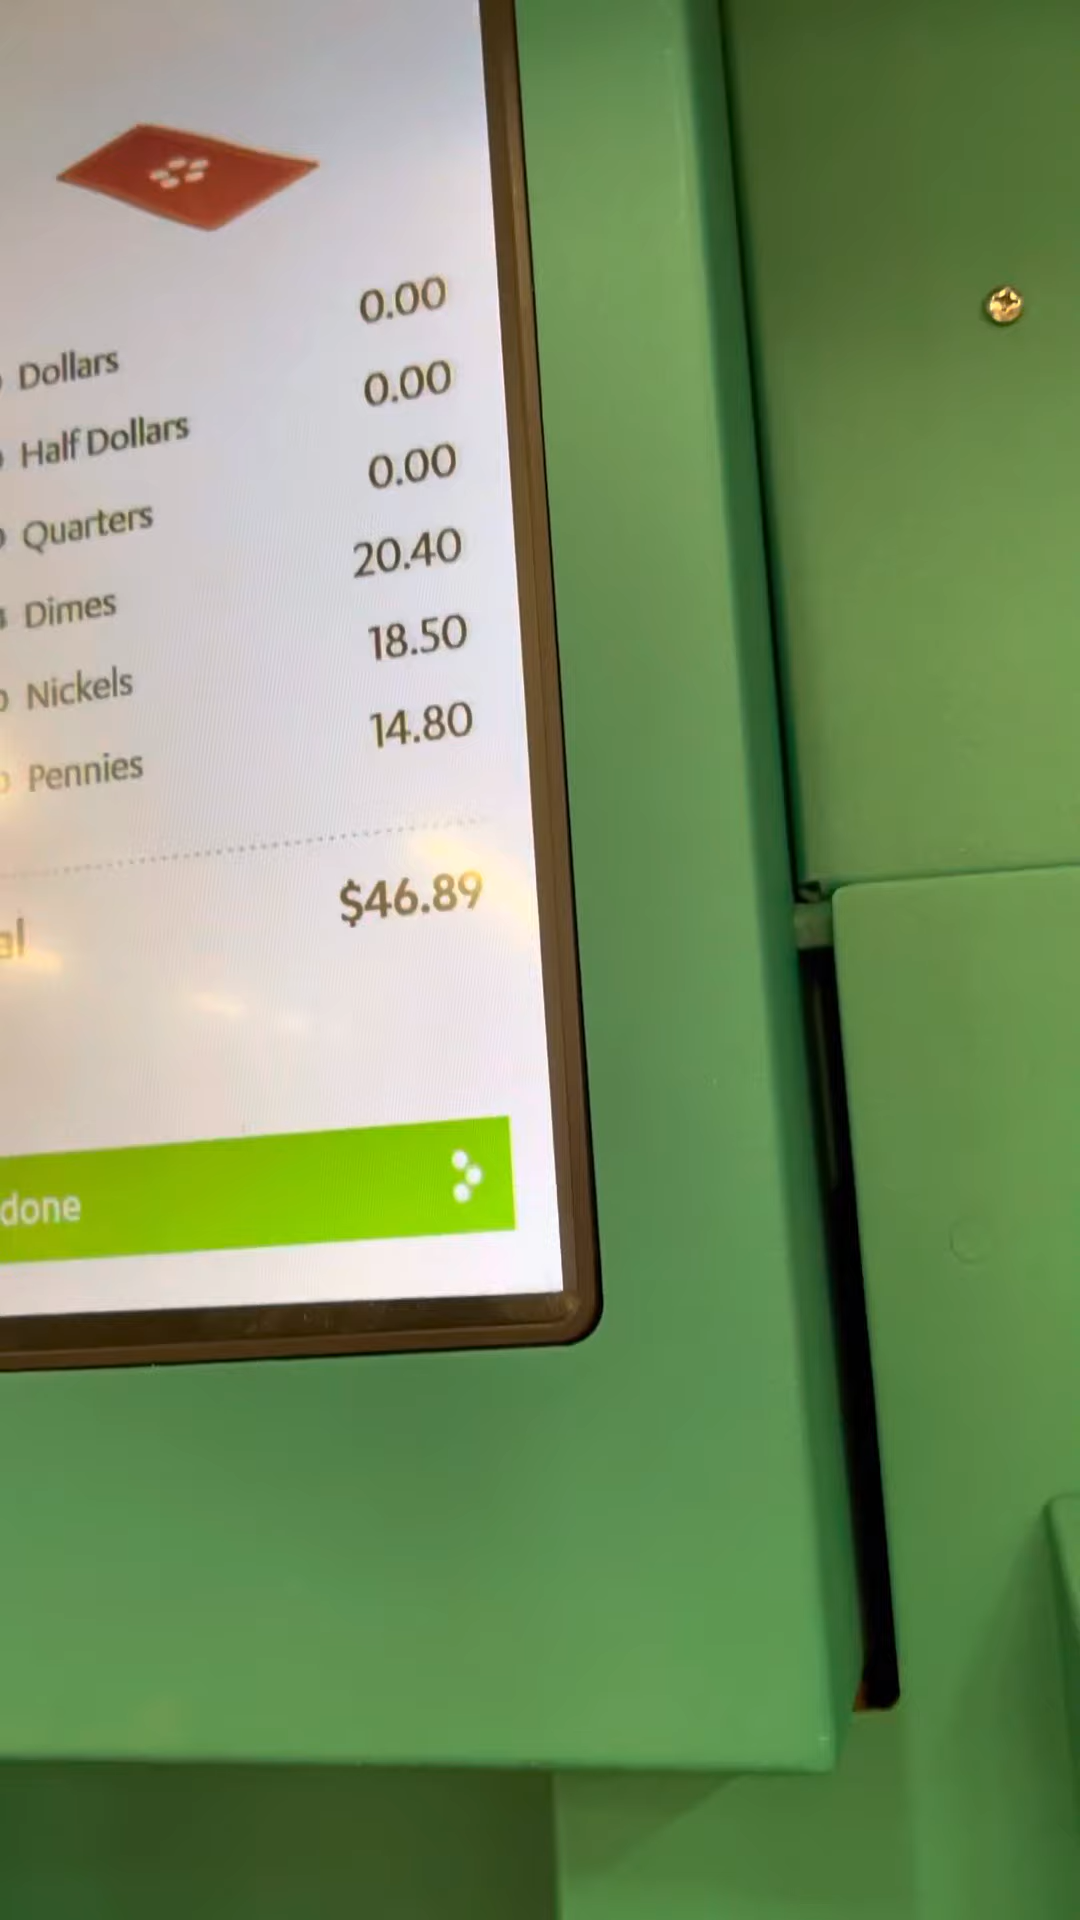 0.00
Dollars 0.00
Half Dollars 0.00
Quarters 20.40
Dimes 18.50
Nickels 14.80
Pennies
$46.89
done